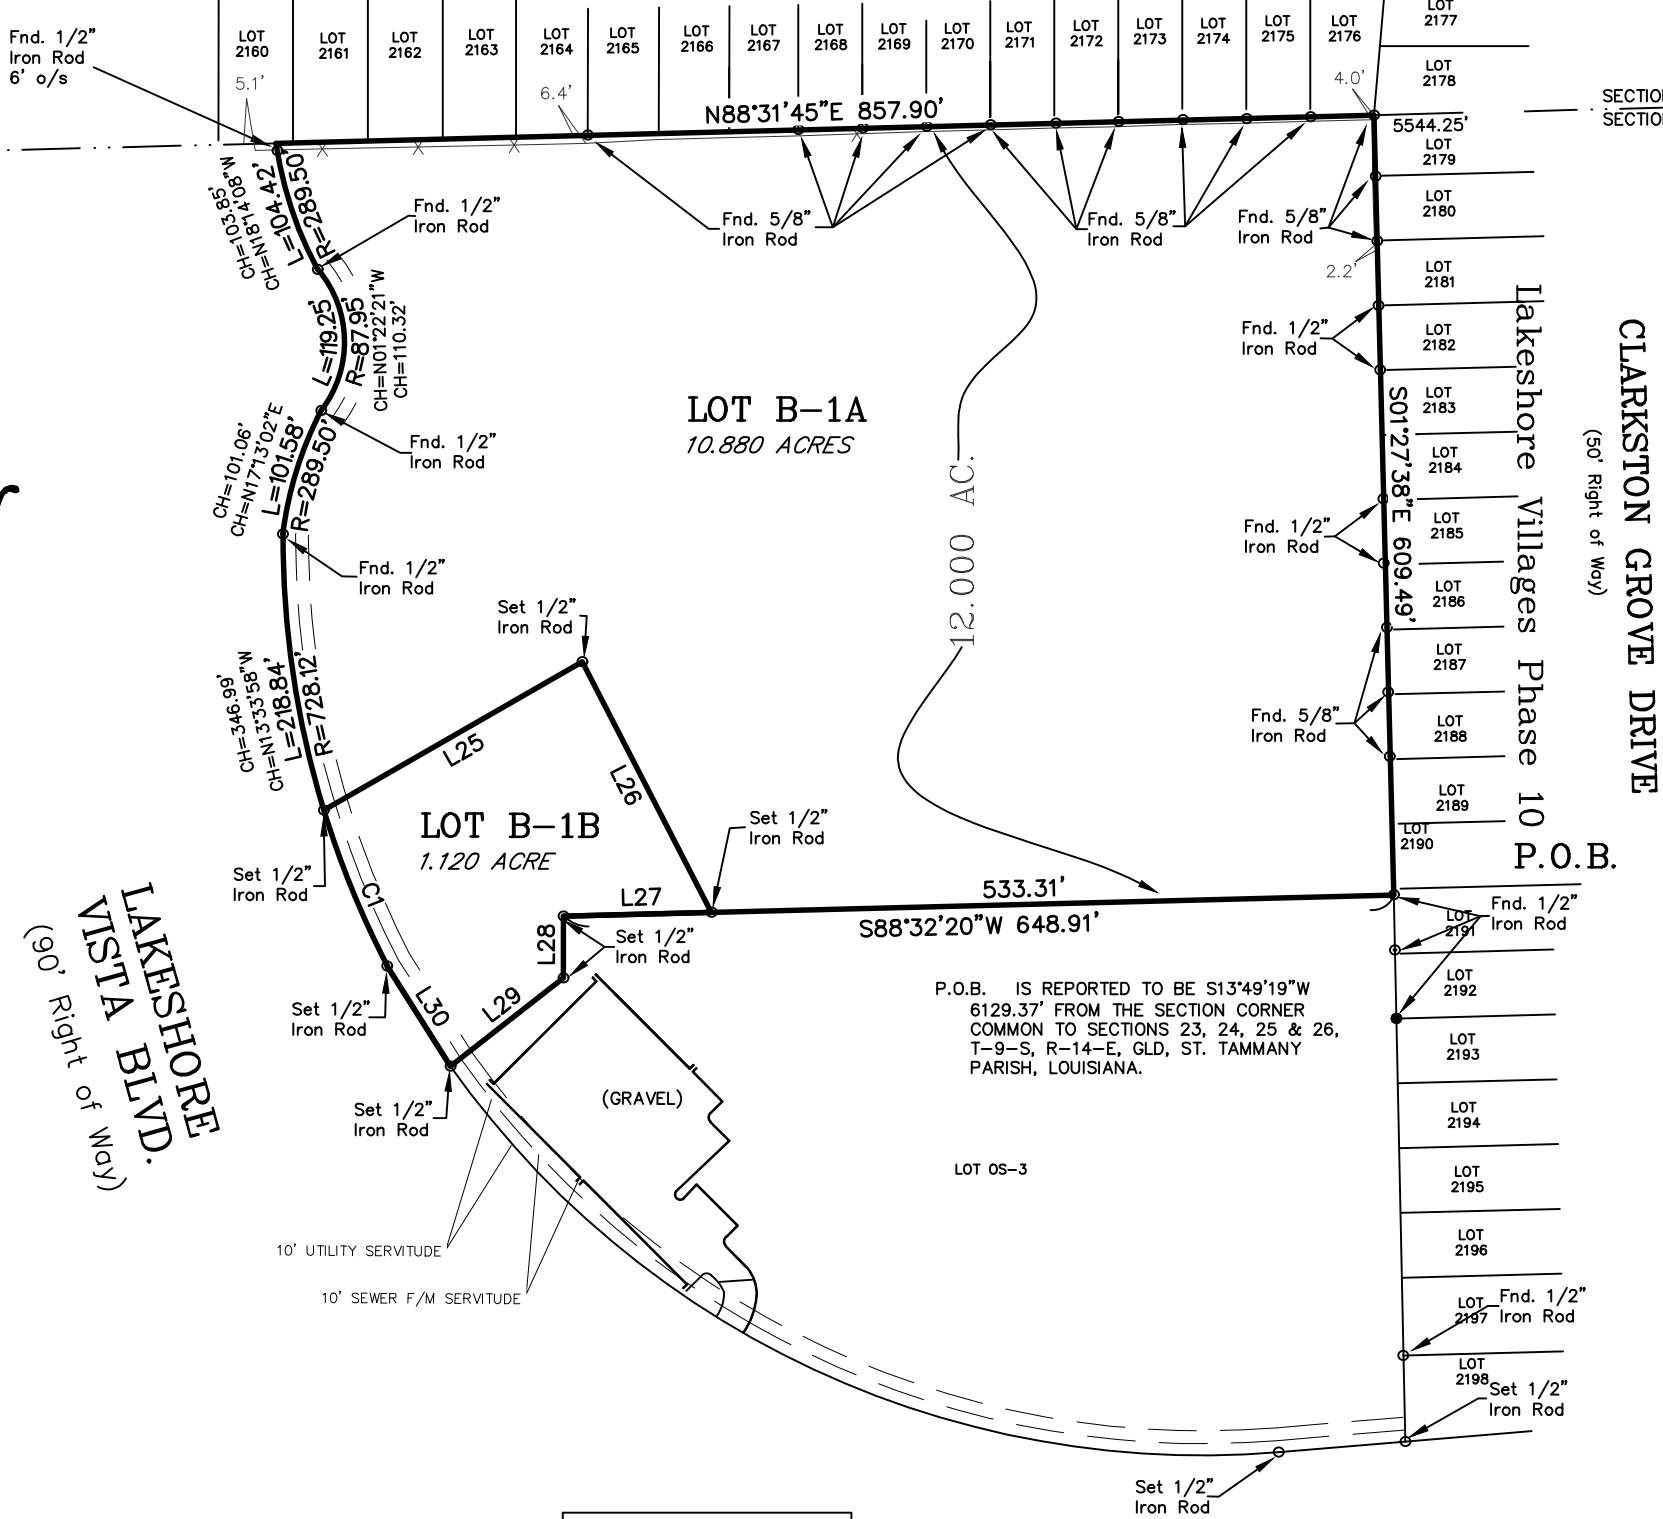 LOT
2160
LOT
2161
LOT
2162
LOT
2163
LOT
2164
LOT
2165
LOT
2166
LOT
2167
LOT
2168
LOT
2169
LOT
2170
LOT
2171
LOT
2172
LOT
2173
LOT
2174
LOT
2175
LOT
2176
LOT
2177
LOT
2178
Fnd. 1/2"
Iron Rod
6' o/s
5.1'
6.4'
4.0'
N88°31'45"E 857.90'
SECTION
SECTION
5544.25'
LOT
2179
LOT
2180
2.2'
LOT
2181
LOT
2182
LOT
2183
LOT
2184
LOT
2185
LOT
2186
LOT
2187
LOT
2188
LOT
2189
LOT
2190
CH=103.85'
CH=N18°14'08"W
L=104.42'
R=289.50'
Fnd. 1/2"
Iron Rod
Fnd. 5/8"
Iron Rod
Fnd. 5/8"
Iron Rod
Fnd. 5/8"
Iron Rod
L=119.25'
R=87.95'
CH=N01°22'21"W
CH=110.32'
Fnd. 1/2"
Iron Rod
LOT B-1A
10.880 ACRES
CH=101.06'
CH=N17°13'02"E
L=101.58'
R=289.50'
Fnd. 1/2"
Iron Rod
Fnd. 1/2"
Iron Rod
12.000 AC.
S01°27'38"E 609.49'
Fnd. 1/2"
Iron Rod
Lakeshore Villages Phase 10
CLARKSTON GROVE DRIVE
(50' Right of Way)
Set 1/2"
Iron Rod
CH=346.99'
CH=N13°33'58"W
L=218.84'
R=728.12'
L25
L26
Fnd. 5/8"
Iron Rod
LOT B-1B
1.120 ACRE
Set 1/2"
Iron Rod
Set 1/2"
Iron Rod
P.O.B.
C1
L27
533.31'
S88°32'20"W 648.91'
L28
Set 1/2"
Iron Rod
Fnd. 1/2"
Iron Rod
LOT
2191
LAKESHORE
VISTA BLVD.
(90' Right of Way)
L30
L29
Set 1/2"
Iron Rod
P.O.B. IS REPORTED TO BE S13°49'19"W
6129.37' FROM THE SECTION CORNER
COMMON TO SECTIONS 23, 24, 25 & 26,
T-9-S, R-14-E, GLD, ST. TAMMANY
PARISH, LOUISIANA.
LOT
2192
LOT
2193
LOT
2194
LOT
2195
LOT
2196
LOT
2197
LOT
2198
Set 1/2"
Iron Rod
(GRAVEL)
LOT OS-3
10' UTILITY SERVITUDE
10' SEWER F/M SERVITUDE
Fnd. 1/2"
Iron Rod
Set 1/2"
Iron Rod
Set 1/2"
Iron Rod